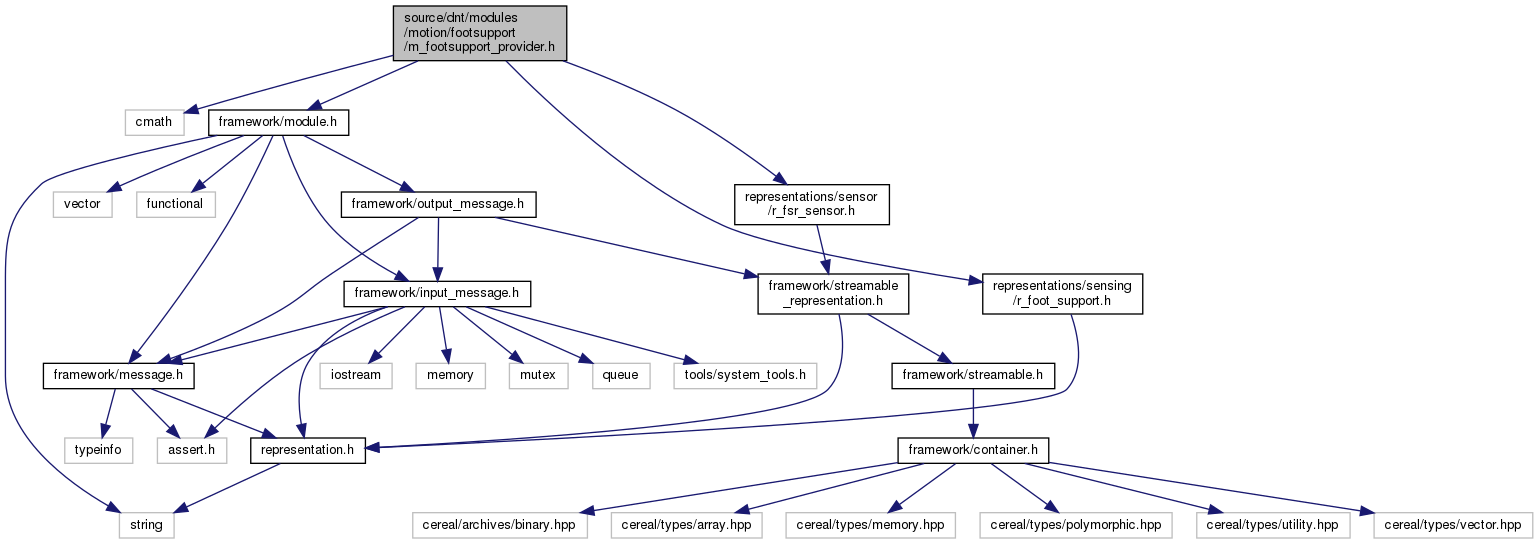 source/dnt/modules
/motion/footsupport
/m_footsupport_provider.h
cmath
framework/module.h
vector
functional
framework/output_message.h
representations/sensor
/r_fsr_sensor.h
framework/input_message.h
framework/streamable
_representation.h
representations/sensing
/r_foot_support.h
framework/message.h
iostream
memory
mutex
queue
tools/system_tools.h
framework/streamable.h
typeinfo
assert.h
representation.h
framework/container.h
string
cereal/archives/binary.hpp
cereal/types/array.hpp
cereal/types/memory.hpp
cereal/types/polymorphic.hpp
cereal/types/utility.hpp
cereal/types/vector.hpp